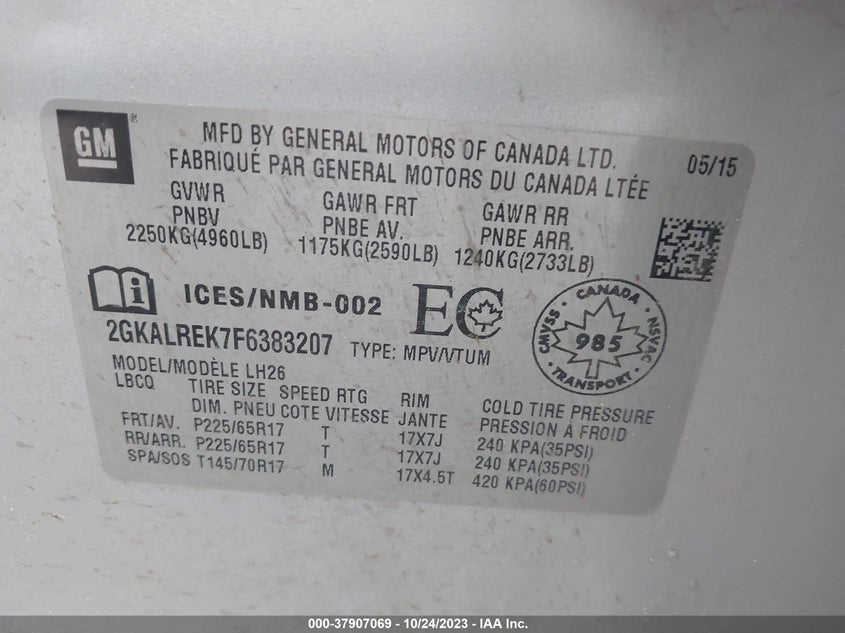 GM®
MFD BY GENERAL MOTORS OF CANADA LTD. 05/15
FABRIQUÉ PAR GENERAL MOTORS DU CANADA LTÉE
GVWR GAWR FRT GAWR RR
PNBV PNBE AV. PNBE ARR.
2250KG(4960LB) 1175KG(2590LB) 1240KG(2733LB)
ICES/NMB-002 EC
CANADA
CMVSS 985 NSVAC
TRANSPORT
2GKALREK7F6383207 TYPE: MPV/VTUM
MODEL/MODÈLE LH26
LBCQ TIRE SIZE SPEED RTG RIM COLD TIRE PRESSURE
DIM. PNEU COTE VITESSE JANTE PRESSION À FROID
FRT/AV. P225/65R17 T 17X7J 240 KPA(35PSI)
RR/ARR. P225/65R17 T 17X7J 240 KPA(35PSI)
SPA/SOS T145/70R17 M 17X4.5T 420 KPA(60PSI)
000-37907069 - 10/24/2023 - IAA Inc.